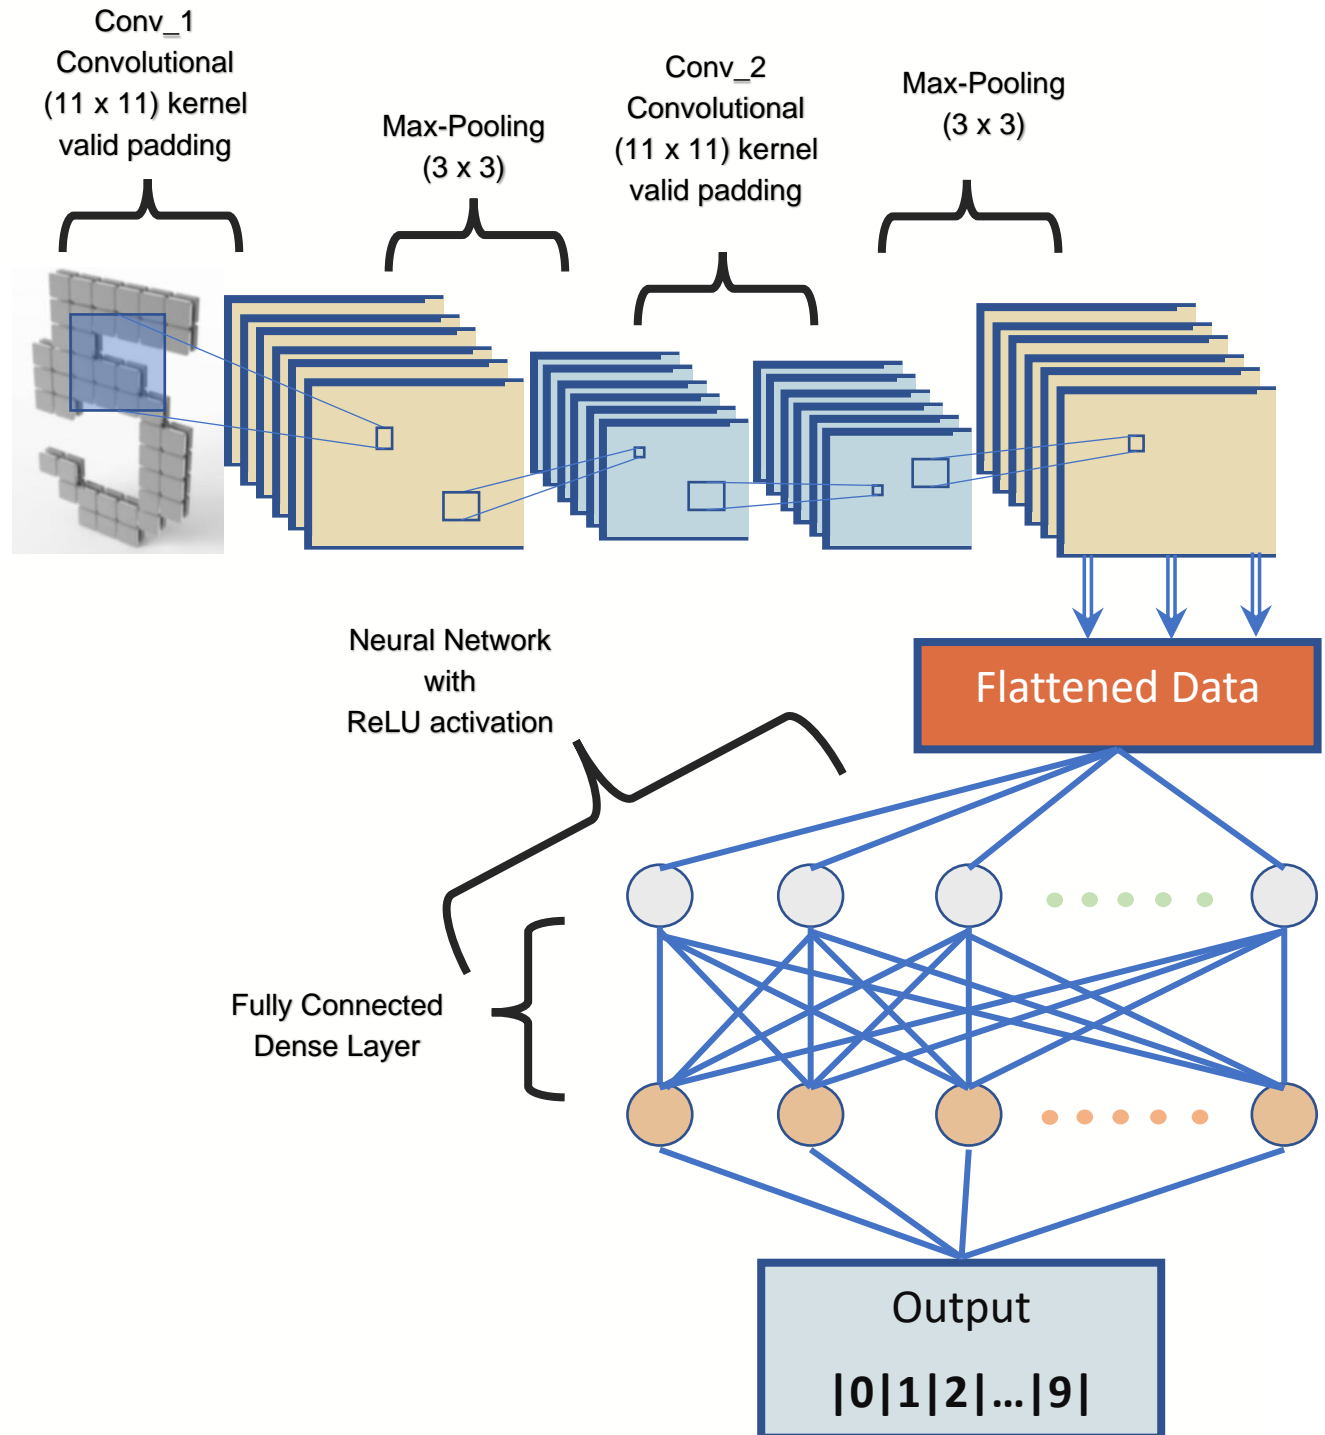 Conv_1
Convolutional
(11 x 11) kernel
valid padding
Max-Pooling
(3 x 3)
Conv_2
Convolutional
(11 x 11) kernel
valid padding
Max-Pooling
(3 x 3)
Neural Network
with
ReLU activation
Flattened Data
Fully Connected
Dense Layer
Output
|0|1|2|...|9|